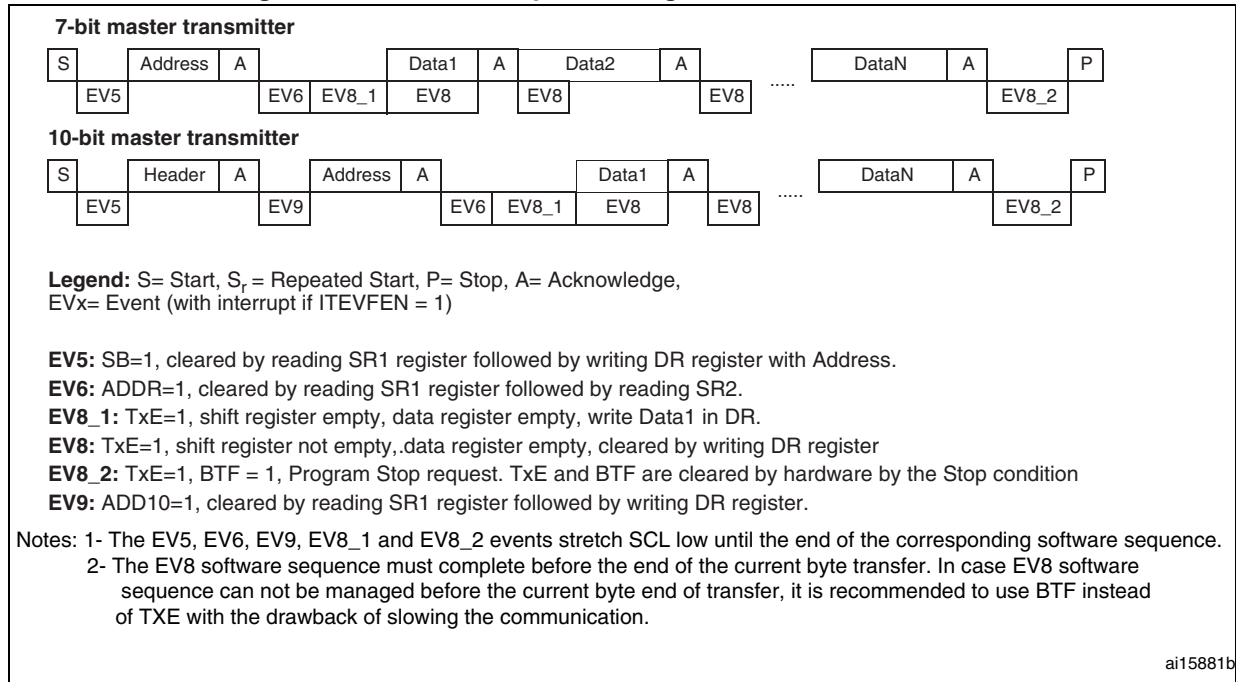 7-bit master transmitter
S Address A Data1 A Data2 A ..... DataN A P
EV5 EV6 EV8_1 EV8 EV8 EV8 EV8_2
10-bit master transmitter
S Header A Address A Data1 A ..... DataN A P
EV5 EV9 EV6 EV8_1 EV8 EV8 EV8_2
Legend: S= Start, Sr = Repeated Start, P= Stop, A= Acknowledge,
EVx= Event (with interrupt if ITEVFEN = 1)
EV5: SB=1, cleared by reading SR1 register followed by writing DR register with Address.
EV6: ADDR=1, cleared by reading SR1 register followed by reading SR2.
EV8_1: TxE=1, shift register empty, data register empty, write Data1 in DR.
EV8: TxE=1, shift register not empty,.data register empty, cleared by writing DR register
EV8_2: TxE=1, BTF = 1, Program Stop request. TxE and BTF are cleared by hardware by the Stop condition
EV9: ADD10=1, cleared by reading SR1 register followed by writing DR register.
Notes: 1- The EV5, EV6, EV9, EV8_1 and EV8_2 events stretch SCL low until the end of the corresponding software sequence.
2- The EV8 software sequence must complete before the end of the current byte transfer. In case EV8 software
sequence can not be managed before the current byte end of transfer, it is recommended to use BTF instead
of TXE with the drawback of slowing the communication.
ai15881b